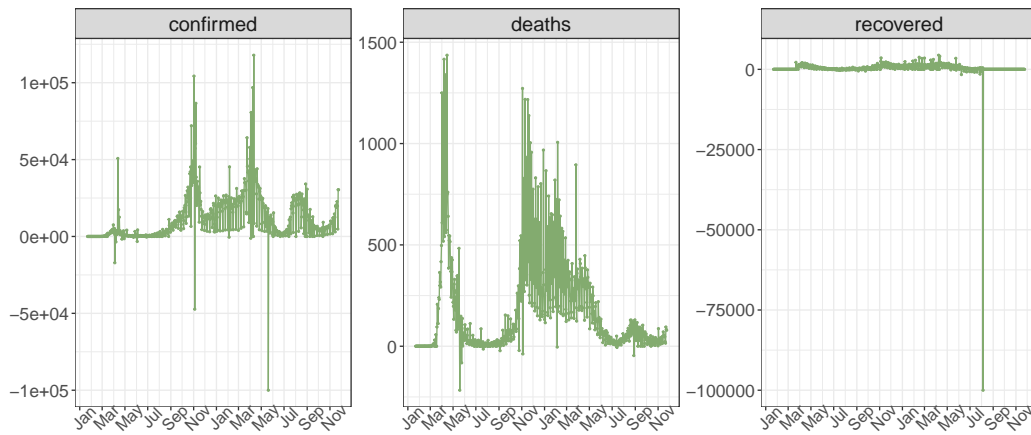 confirmed
deaths
recovered
1e+05
5e+04
0e+00
−5e+04
−1e+05
1500
1000
500
0
0
−25000
−50000
−75000
−100000
Jan Mar May Jul Sep Nov Jan Mar May Jul Sep Nov
Jan Mar May Jul Sep Nov Jan Mar May Jul Sep Nov
Jan Mar May Jul Sep Nov Jan Mar May Jul Sep Nov